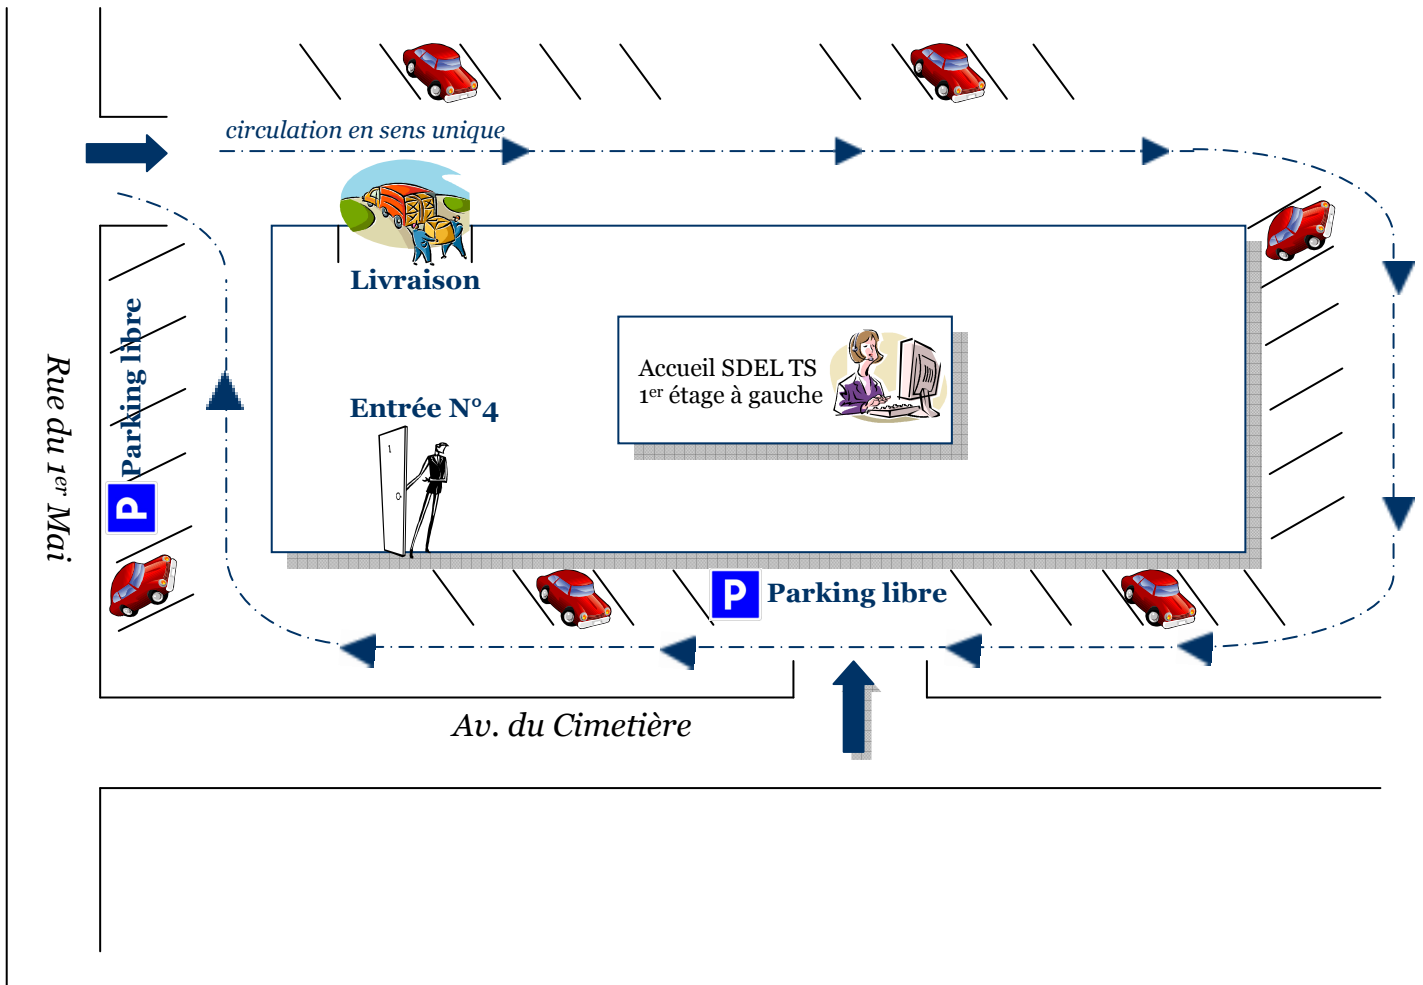 circulation en sens unique
Livraison
Accueil SDEL TS
1er étage à gauche
Entrée N°4
1
Parking libre
P
Rue du 1er Mai
P
Parking libre
Av. du Cimetière